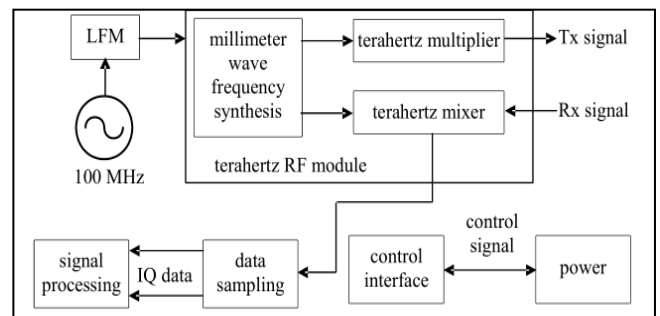 LFM
millimeter
wave
frequency
synthesis
terahertz multiplier
Tx signal
terahertz mixer
Rx signal
100 MHz
terahertz RF module
signal
processing
IQ data
data
sampling
control
interface
control
signal
power